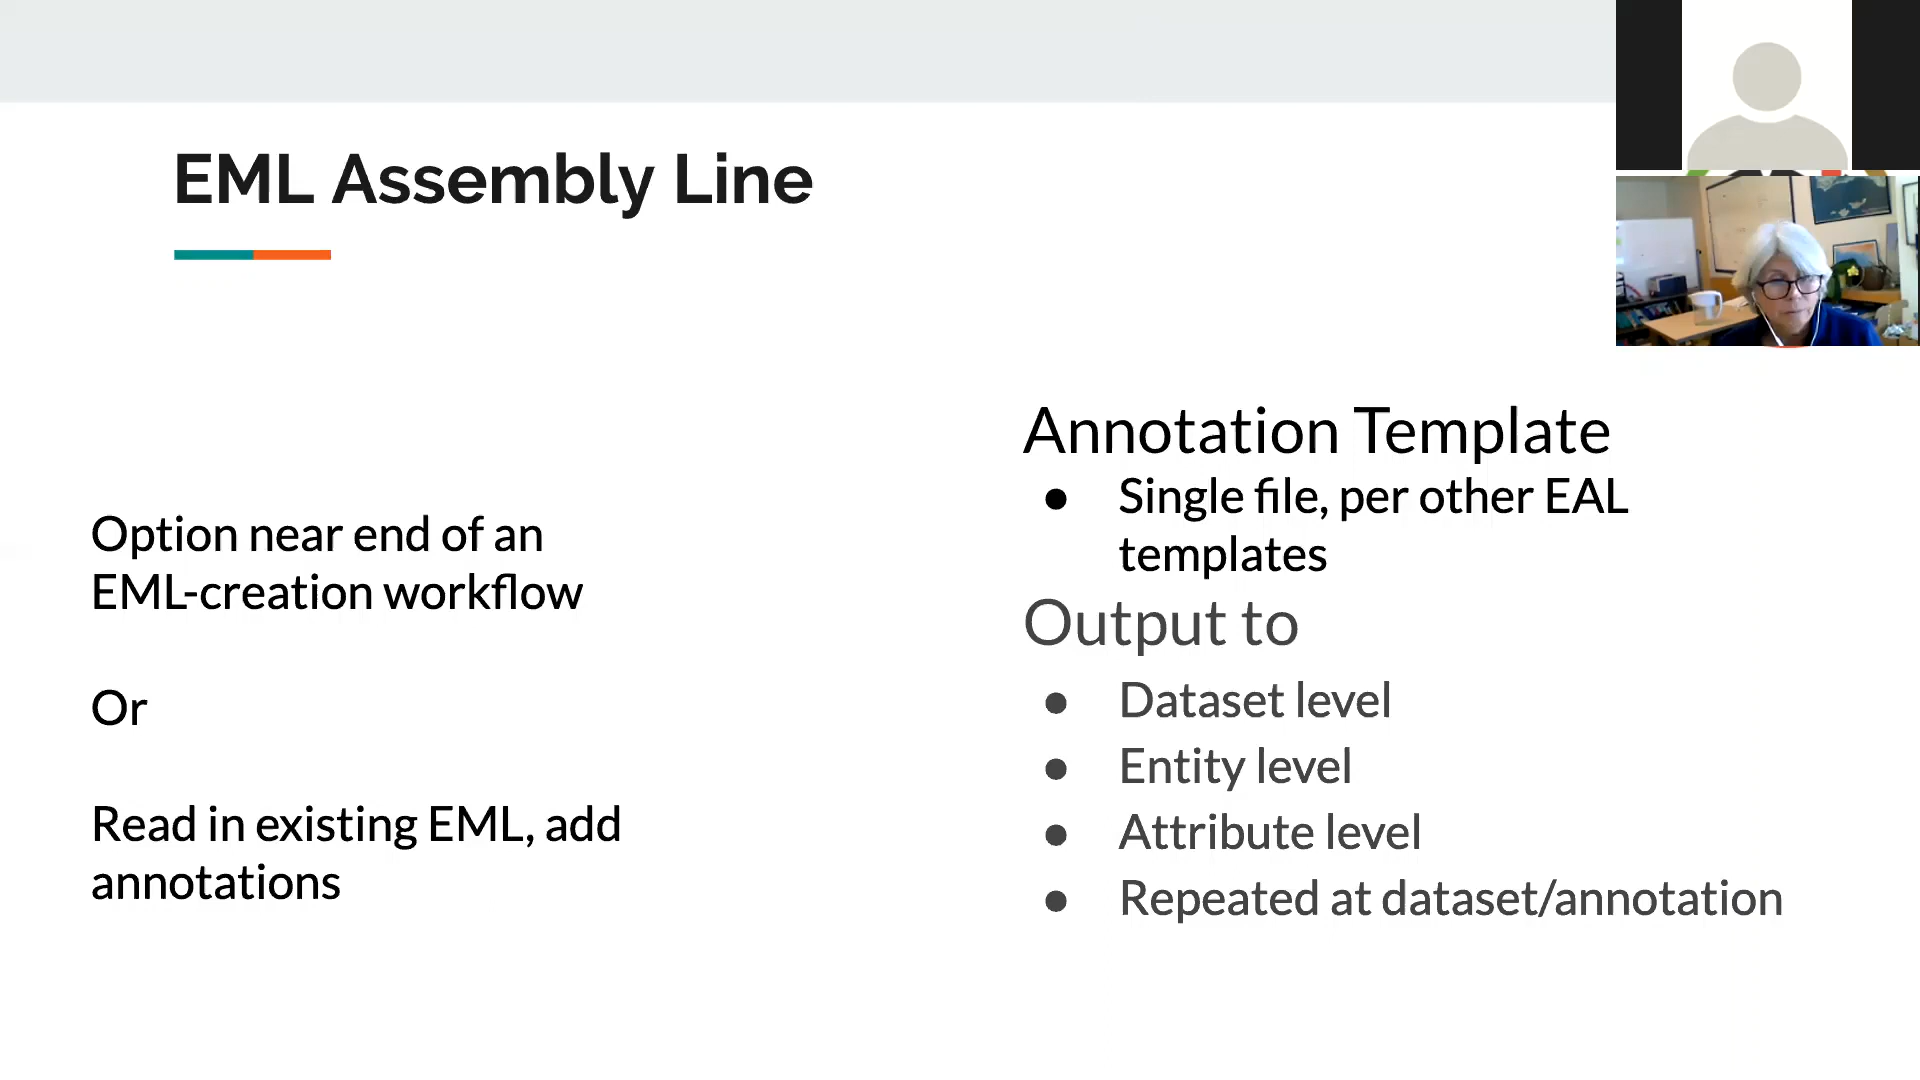 EML Assembly Line
Option near end of an
EML-creation workflow
Or
Read in existing EML, add
annotations
Annotation Template
● Single file, per other EAL
templates
Output to
● Dataset level
● Entity level
● Attribute level
● Repeated at dataset/annotation